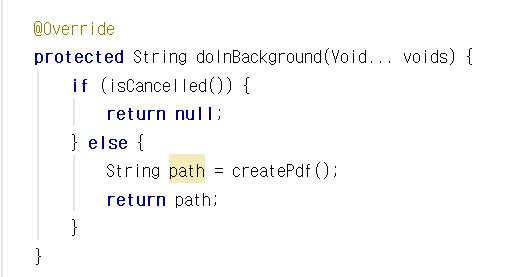 @Override
protected String doInBackground(Void... voids) {
    if (isCancelled()) {
        return null;
    } else {
        String path = createPdf();
        return path;
    }
}